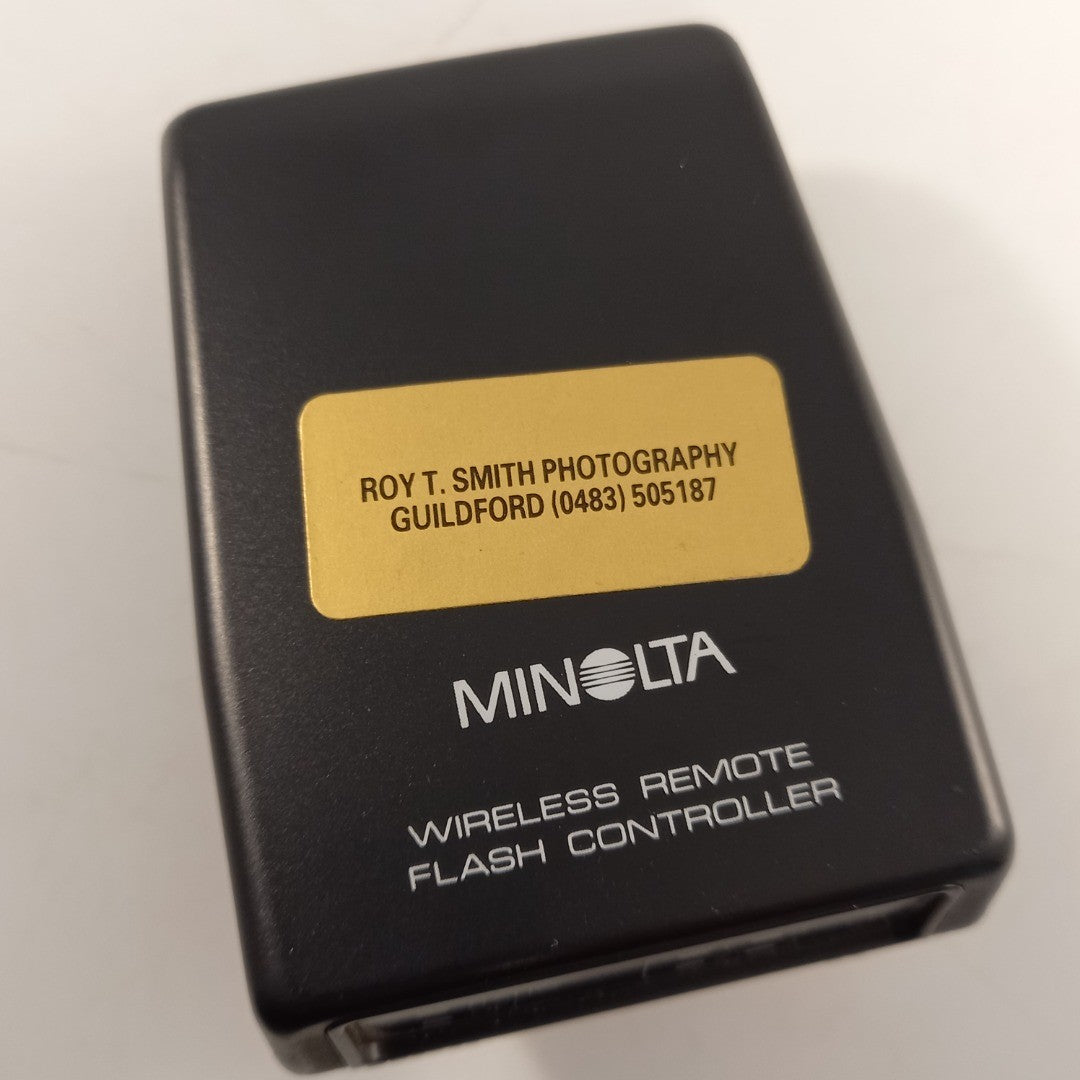 ROY T. SMITH PHOTOGRAPHY
GUILDFORD (0483) 505187
MINOLTA
WIRELESS REMOTE
FLASH CONTROLLER